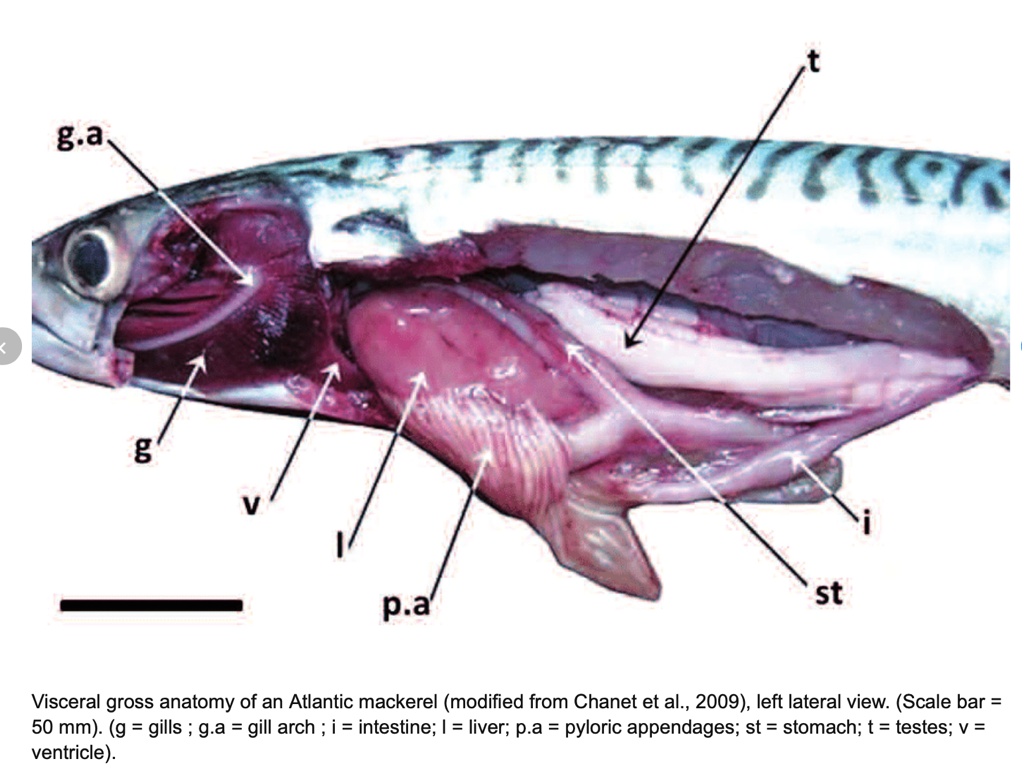 t
g.a
g
v
l
p.a
i
st
Visceral gross anatomy of an Atlantic mackerel (modified from Chanet et al., 2009), left lateral view. (Scale bar =
50 mm). (g = gills ; g.a = gill arch ; i = intestine; l = liver; p.a = pyloric appendages; st = stomach; t = testes; v =
ventricle).